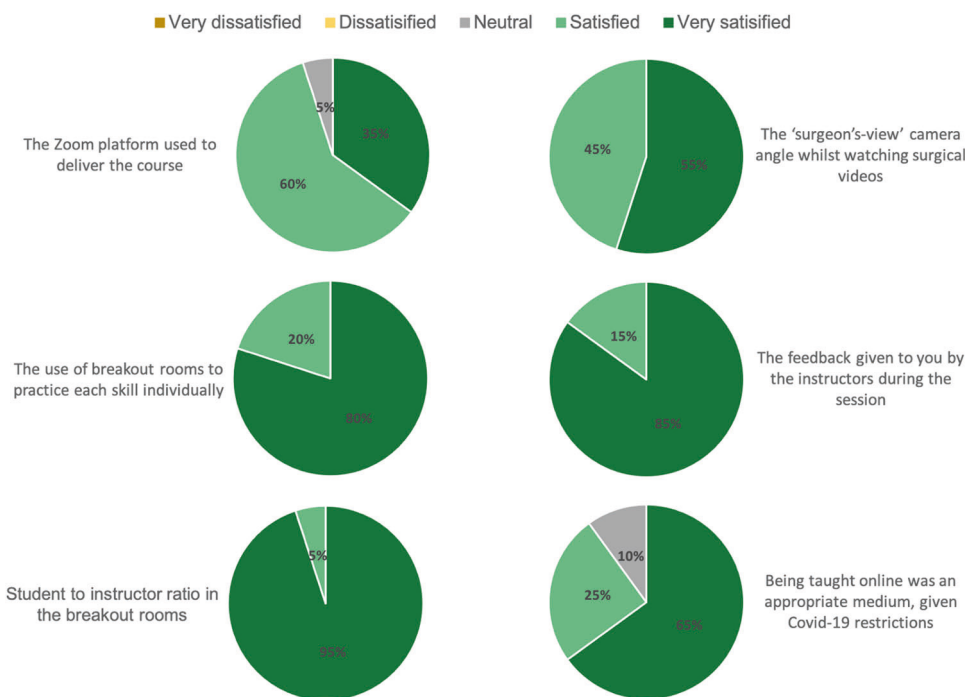 Very dissatisfied Dissatisified Neutral Satisfied Very satisified
The Zoom platform used to
deliver the course
5%
35%
60%
45%
55%
The ‘surgeon’s-view’ camera
angle whilst watching surgical
videos
The use of breakout rooms to
practice each skill individually
20%
80%
15%
85%
The feedback given to you by
the instructors during the
session
Student to instructor ratio in
the breakout rooms
5%
95%
10%
25%
65%
Being taught online was an
appropriate medium, given
Covid-19 restrictions